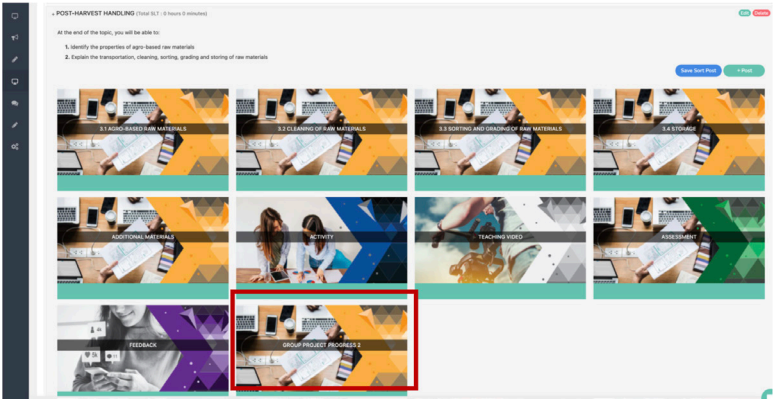 POST-HARVEST HANDLING (Total SLT : 0 hours 0 minutes)
Edit Delete
At the end of the topic, you will be able to:
1. Identify the properties of agro-based raw materials
2. Explain the transportation, cleaning, sorting, grading and storing of raw materials
Save Sort Post + Post
3.1 AGRO-BASED RAW MATERIALS
3.2 CLEANING OF RAW MATERIALS
3.3 SORTING AND GRADING OF RAW MATERIALS
3.4 STORAGE
ADDITIONAL MATERIALS
ACTIVITY
TEACHING VIDEO
ASSESSMENT
FEEDBACK
GROUP PROJECT PROGRESS 2